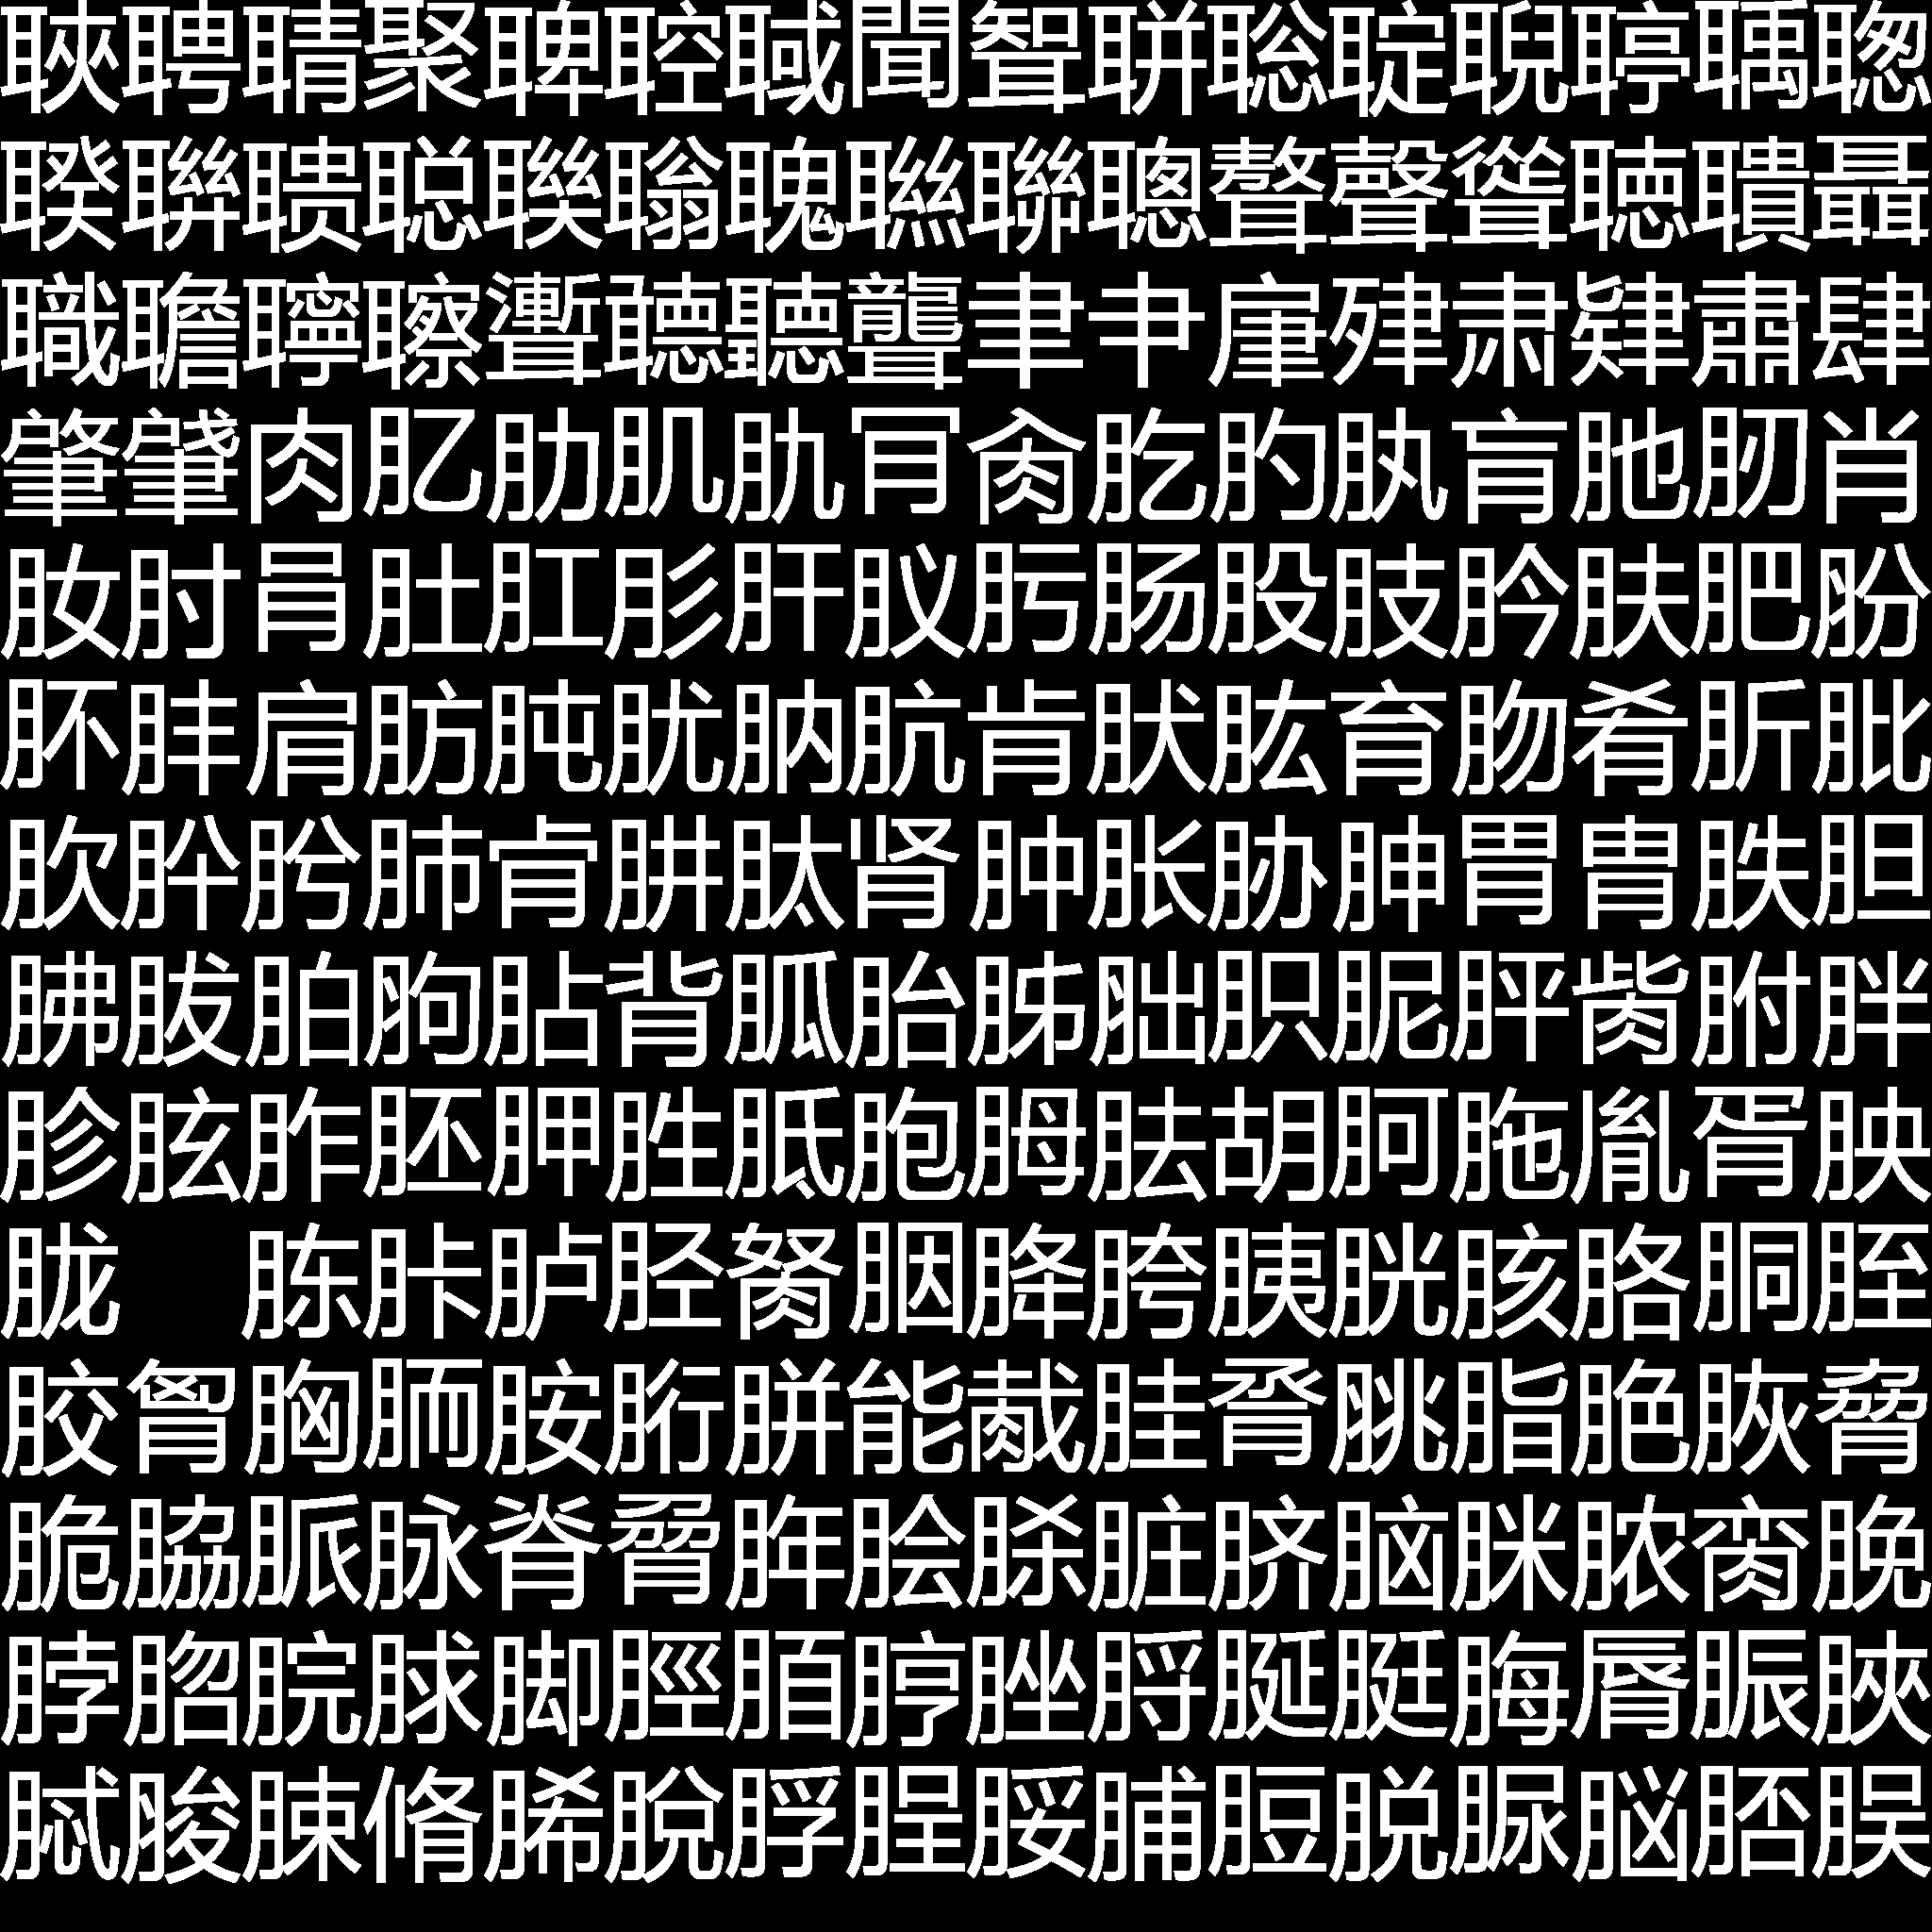 聗聘聙聚聛聜聝聞聟聠聡聢聣聤聥聦
聧聨聩聪聫聬聭聮聯聰聱聲聳聴聵聶
職聸聹聺聻聼聽聾聿肀肁肂肃肄肅肆
肇肈肉肊肋肌肍肎肏肐肑肒肓肔肕肖
肗肘肙肚肛肜肝肞肟肠股肢肣肤肥肦
肧肨肩肪肫肬肭肮肯肰肱育肳肴肵肶
肷肸肹肺肻肼肽肾肿胀胁胂胃胄胅胆
胇胈胉胊胋背胍胎胏胐胑胒胓胔胕胖
胗胘胙胚胛胜胝胞胟胠胡胢胣胤胥胦
胧 胨胩胪胫胬胭胮胯胰胱胲胳胴胵
胶胷胸胹胺胻胼能胾胿脀脁脂脃脄脅
脆脇脈脉脊脋脌脍脎脏脐脑脒脓脔脕
脖脗脘脙脚脛脜脝脞脟脠脡脢脣脤脥
脦脧脨脩脪脫脬脭脮脯脰脱脲脳脴脵